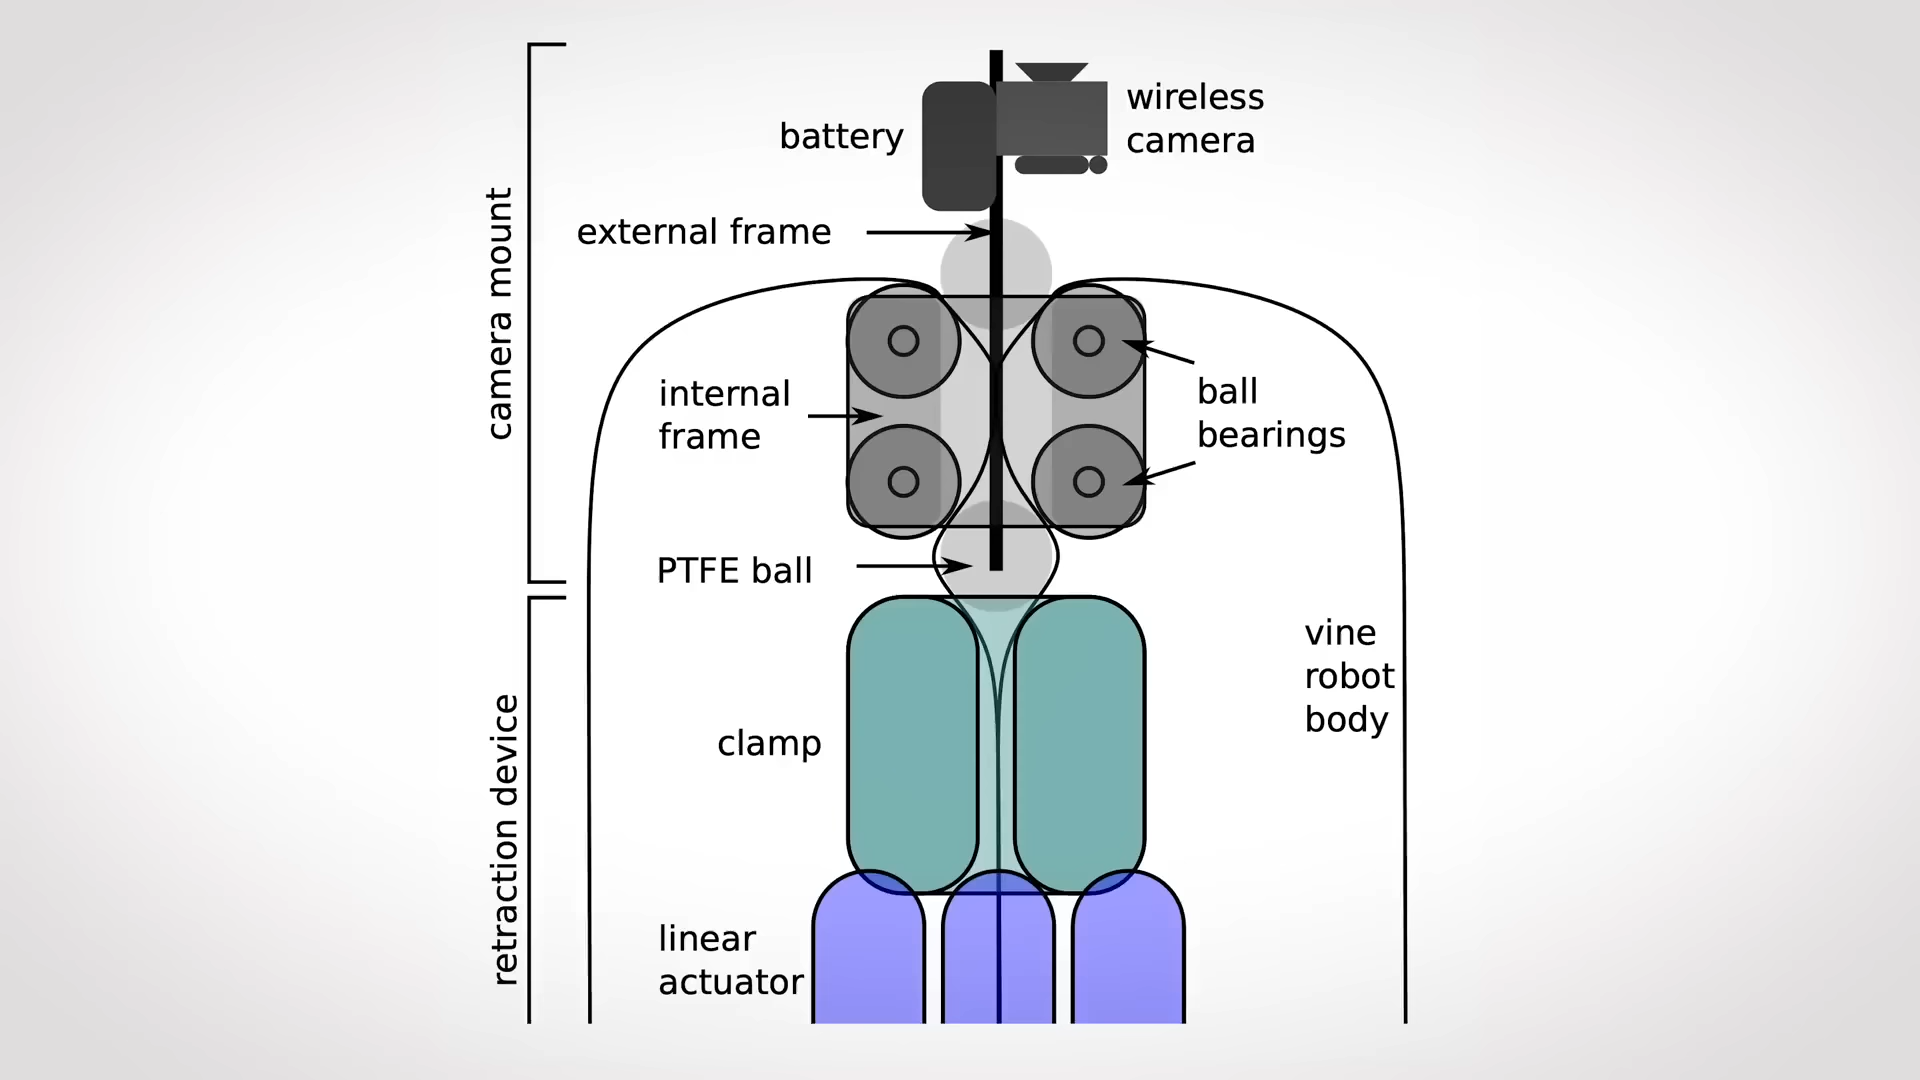 camera mount
battery
wireless
camera
external frame
internal
frame
ball
bearings
PTFE ball
retraction device
vine
robot
body
clamp
linear
actuator